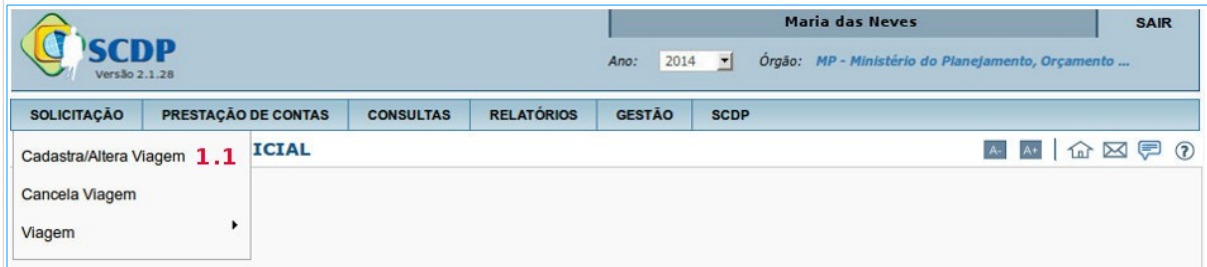 Maria das Neves SAIR
SCDP
Versão 2.1.28
Ano: 2014 Órgão: MP - Ministério do Planejamento, Orçamento ...
SOLICITAÇÃO PRESTAÇÃO DE CONTAS CONSULTAS RELATÓRIOS GESTÃO SCDP
Cadastra/Altera Viagem 1.1 ICIAL A- A+ ?
Cancela Viagem
Viagem